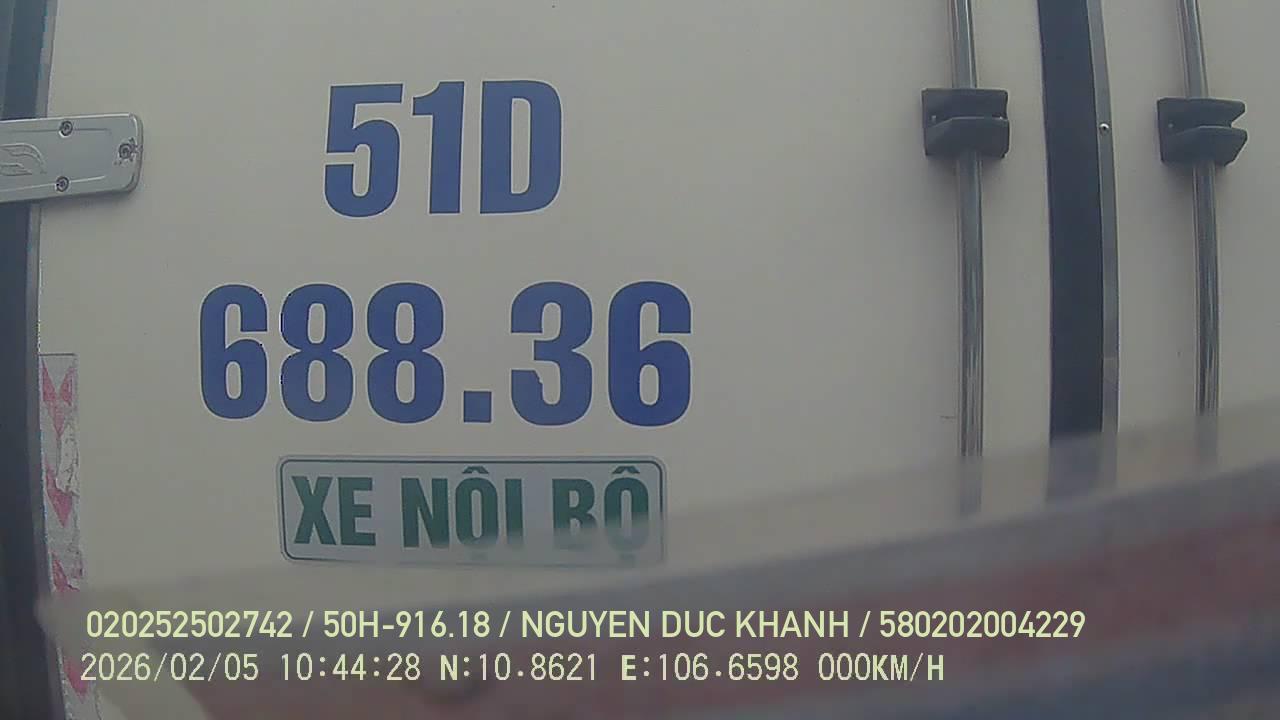 51D
688.36
XE NỘI BỘ
020252502742 / 50H-916.18 / NGUYEN DUC KHANH / 580202004229
2026/02/05 10:44:28 N:10.8621 E:106.6598 000KM/H